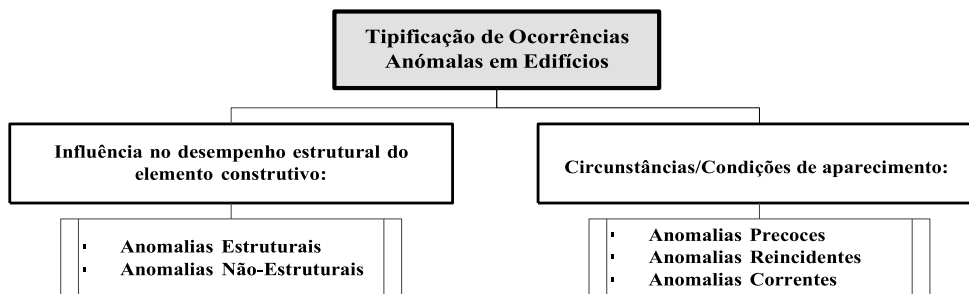 Tipificação de Ocorrências
Anómalas em Edifícios
Influência no desempenho estrutural do
elemento construtivo:
▪ Anomalias Estruturais
▪ Anomalias Não-Estruturais
Circunstâncias/Condições de aparecimento:
▪ Anomalias Precoces
▪ Anomalias Reincidentes
▪ Anomalias Correntes